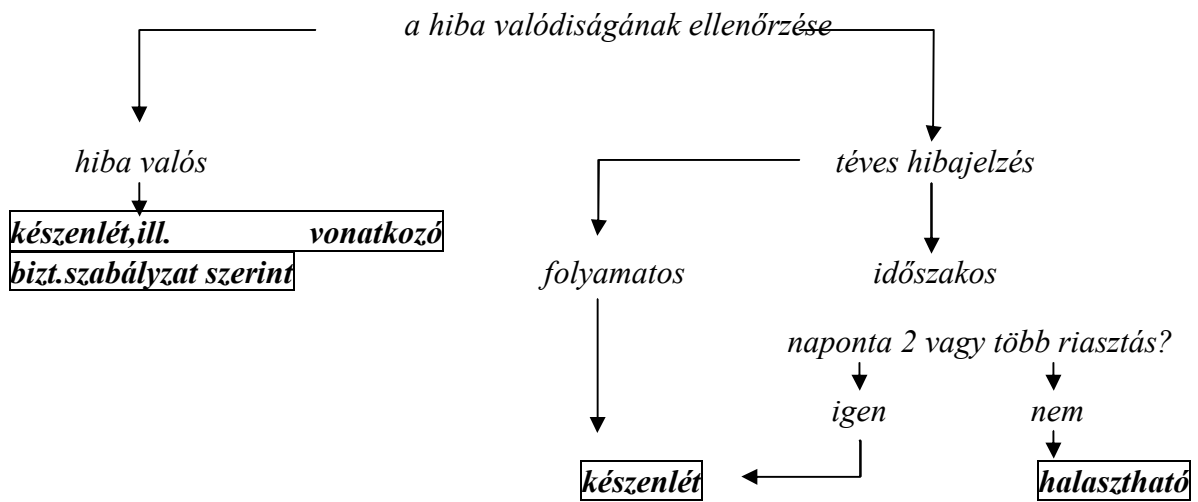 a hiba valódiságának ellenőrzése
hiba valós
téves hibajelzés
készenlét,ill. vonatkozó
bizt.szabályzat szerint
folyamatos
időszakos
naponta 2 vagy több riasztás?
igen
nem
készenlét
halasztható